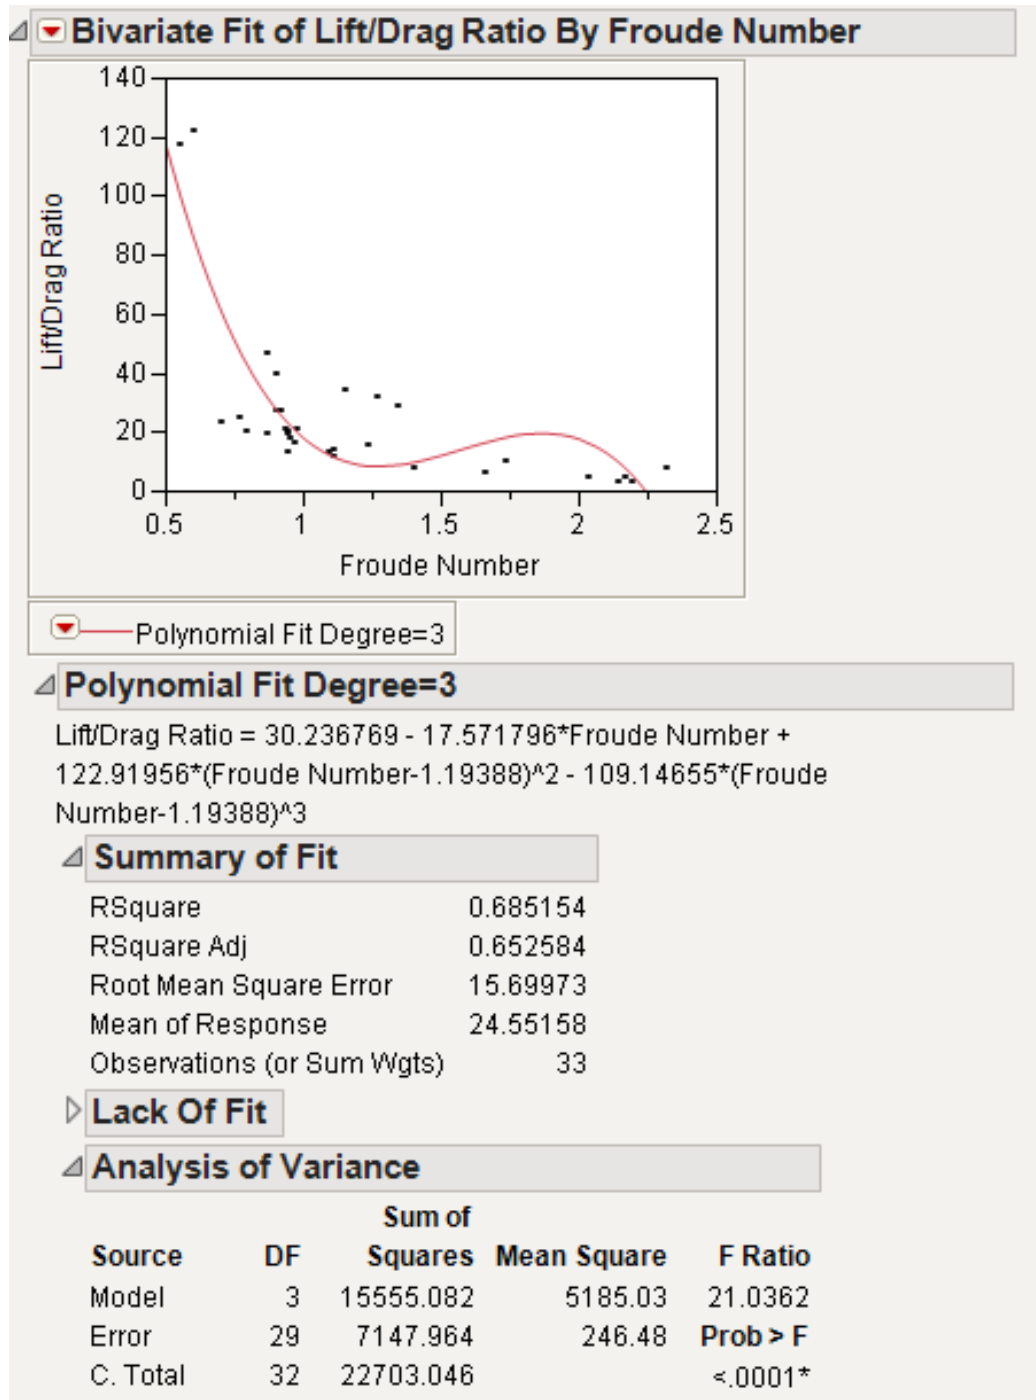 Bivariate Fit of Lift/Drag Ratio By Froude Number
140
120
100
80
60
40
20
0
Lift/Drag Ratio
0.5 1 1.5 2 2.5
Froude Number
Polynomial Fit Degree=3
Polynomial Fit Degree=3
Lift/Drag Ratio = 30.236769 - 17.571796*Froude Number +
122.91956*(Froude Number-1.19388)^2 - 109.14655*(Froude
Number-1.19388)^3
Summary of Fit
RSquare 0.685154
RSquare Adj 0.652584
Root Mean Square Error 15.69973
Mean of Response 24.55158
Observations (or Sum Wgts) 33
Lack Of Fit
Analysis of Variance
Sum of
Source DF Squares Mean Square F Ratio
Model 3 15555.082 5185.03 21.0362
Error 29 7147.964 246.48 Prob > F
C. Total 32 22703.046 <.0001*